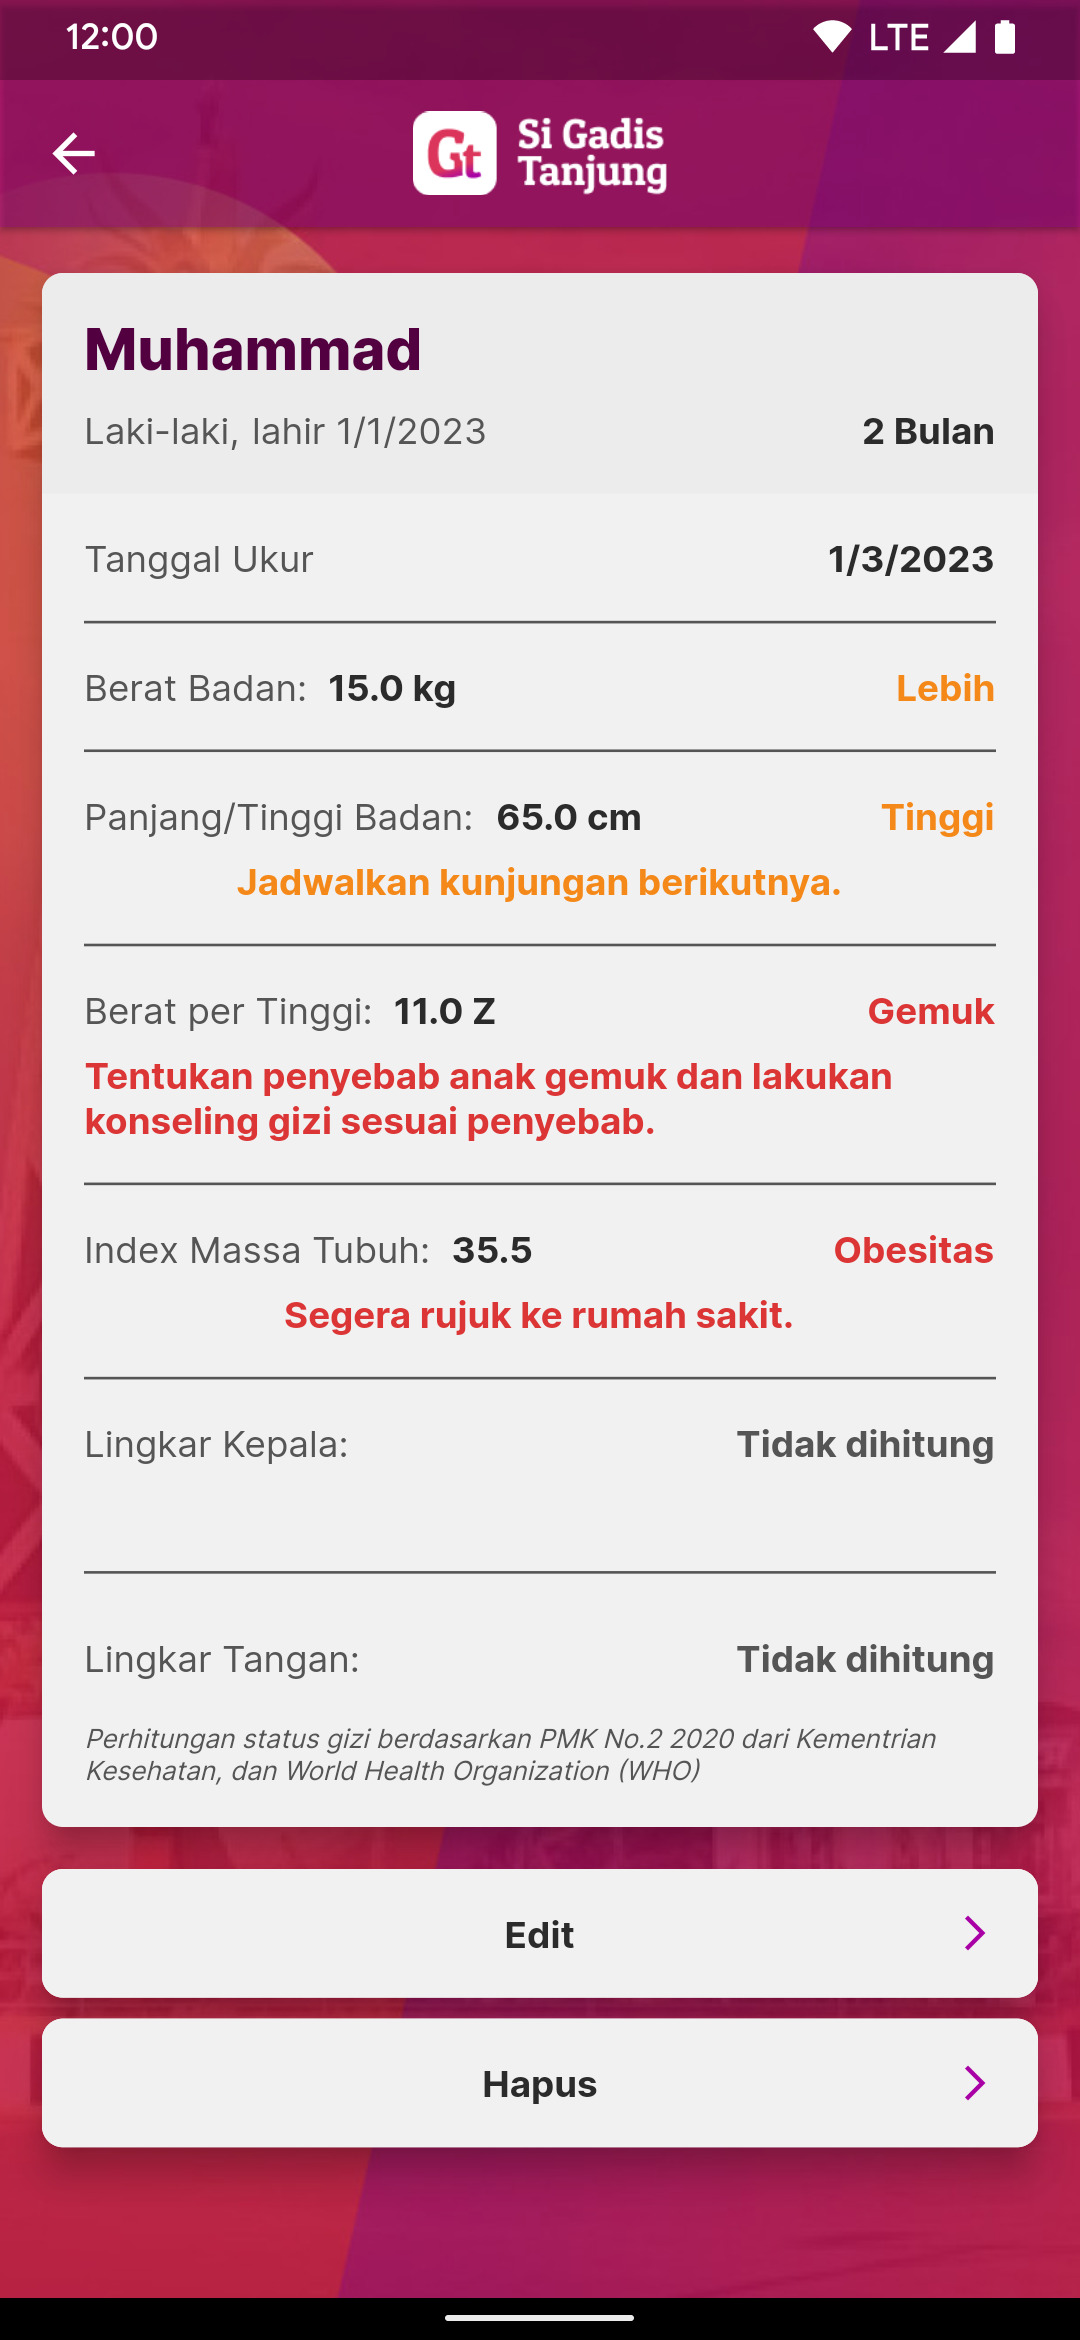 12:00
LTE
Gt
Si Gadis
Tanjung
Muhammad
Laki-laki, lahir 1/1/2023
2 Bulan
Tanggal Ukur
1/3/2023
Berat Badan: 15.0 kg
Lebih
Panjang/Tinggi Badan: 65.0 cm
Tinggi
Jadwalkan kunjungan berikutnya.
Berat per Tinggi: 11.0 Z
Gemuk
Tentukan penyebab anak gemuk dan lakukan
konseling gizi sesuai penyebab.
Index Massa Tubuh: 35.5
Obesitas
Segera rujuk ke rumah sakit.
Lingkar Kepala:
Tidak dihitung
Lingkar Tangan:
Tidak dihitung
Perhitungan status gizi berdasarkan PMK No.2 2020 dari Kementrian
Kesehatan, dan World Health Organization (WHO)
Edit
Hapus